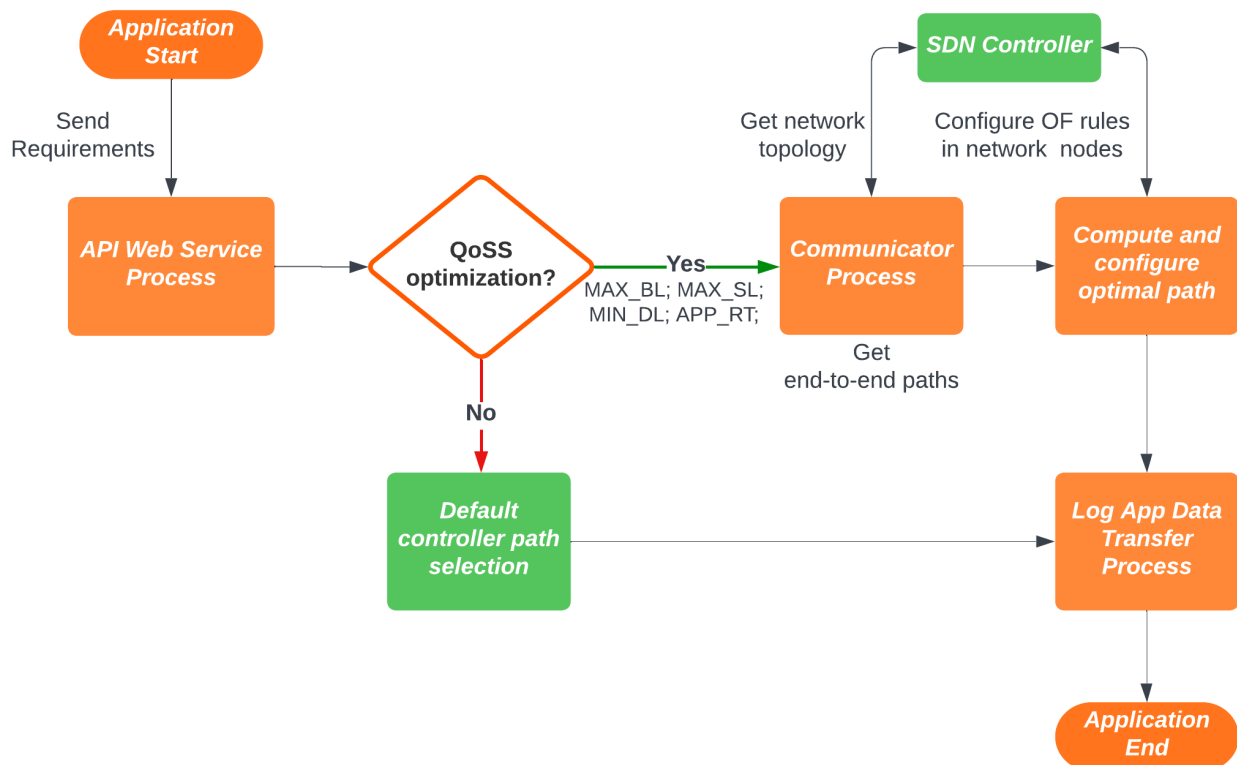 Application
Start
SDN Controller
Send
Requirements
Get network
topology
Configure OF rules
in network nodes
API Web Service
Process
QoSS
optimization?
Yes
MAX_BL; MAX_SL;
MIN_DL; APP_RT;
Communicator
Process
Compute and
configure
optimal path
Get
end-to-end paths
No
Default
controller path
selection
Log App Data
Transfer
Process
Application
End